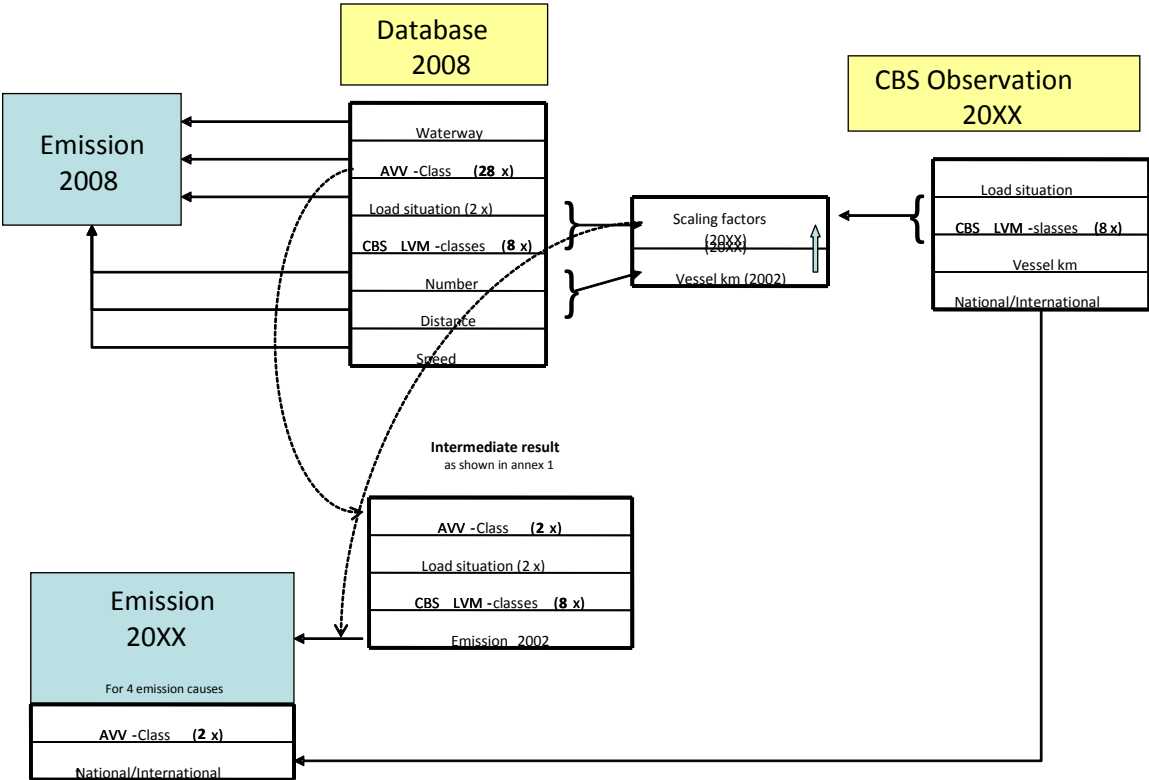 Database
2008
CBS Observation
20XX
Emission
2008
Waterway
AVV -Class (28 x)
Load situation (2 x)
CBS LVM -classes (8 x)
Number
Distance
Speed
Scaling factors
(20XX)
(20XX)
Vessel km (2002)
Load situation
CBS LVM -slasses (8 x)
Vessel km
National/International
Intermediate result
as shown in annex 1
AVV -Class (2 x)
Load situation (2 x)
CBS LVM -classes (8 x)
Emission 2002
Emission
20XX
For 4 emission causes
AVV -Class (2 x)
National/International